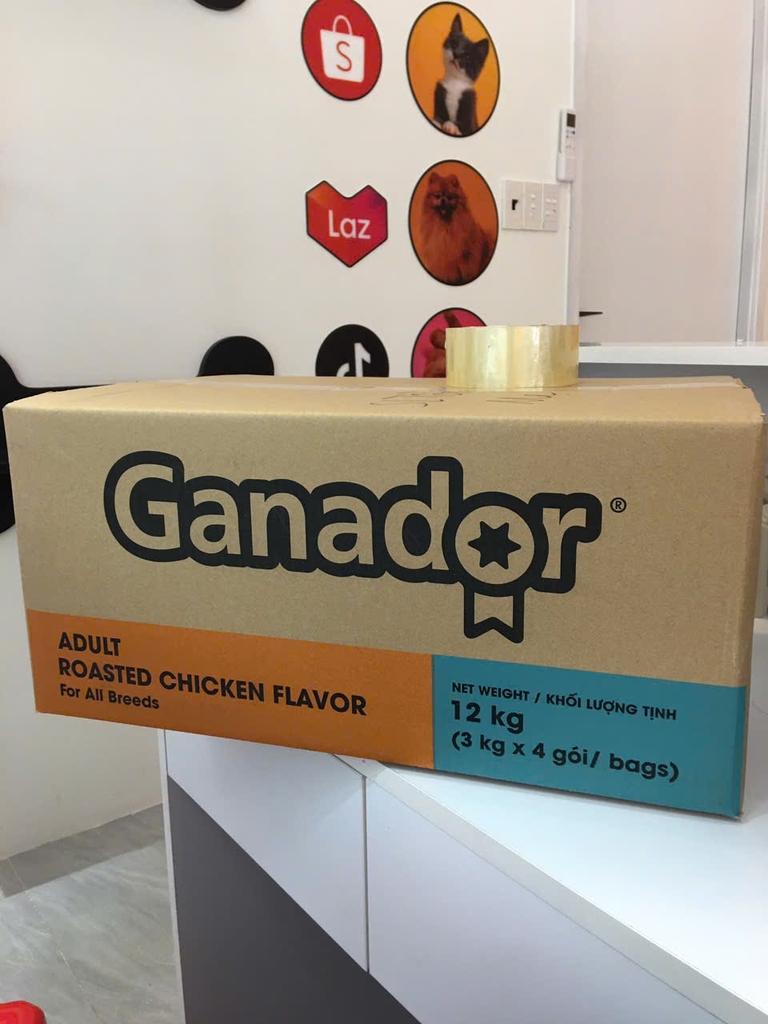 S
Laz
Ganador®
ADULT
ROASTED CHICKEN FLAVOR
For All Breeds
NET WEIGHT / KHỐI LƯỢNG TỊNH
12 kg
(3 kg x 4 gói/ bags)